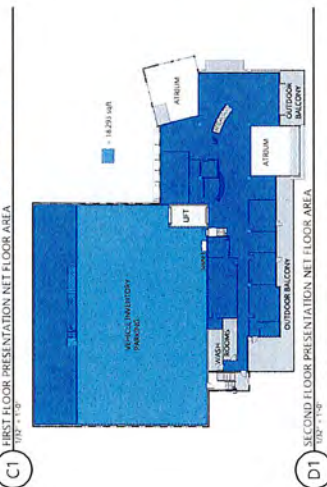 C1
FIRST FLOOR PRESENTATION NET FLOOR AREA
1/32" = 1'-0"
= 18,293 sqft
ATRIUM
LIFT
VEHICLE INVENTORY
PARKING
WASH
ROOMS
ATRIUM
OUTDOOR
BALCONY
OUTDOOR BALCONY
D1
SECOND FLOOR PRESENTATION NET FLOOR AREA
1/32" = 1'-0"